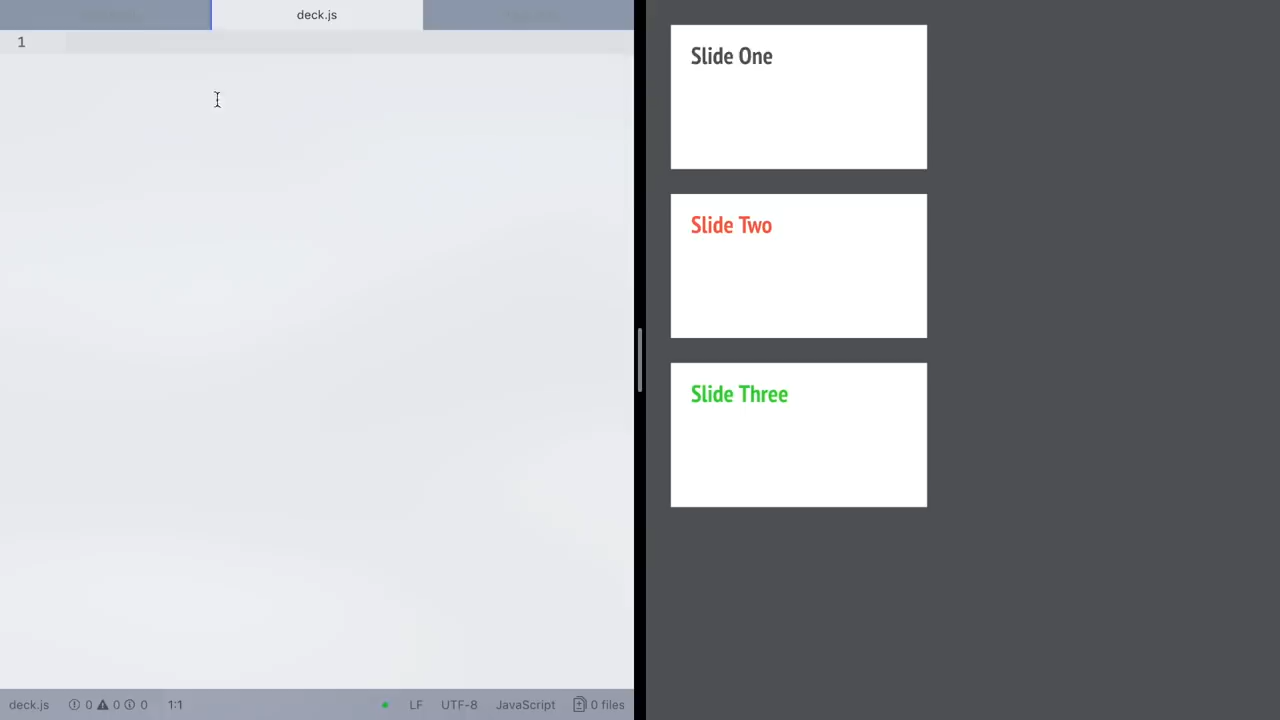 deck.js
1
Slide One
Slide Two
Slide Three
deck.js 0 0 0 1:1 LF UTF-8 JavaScript 0 files